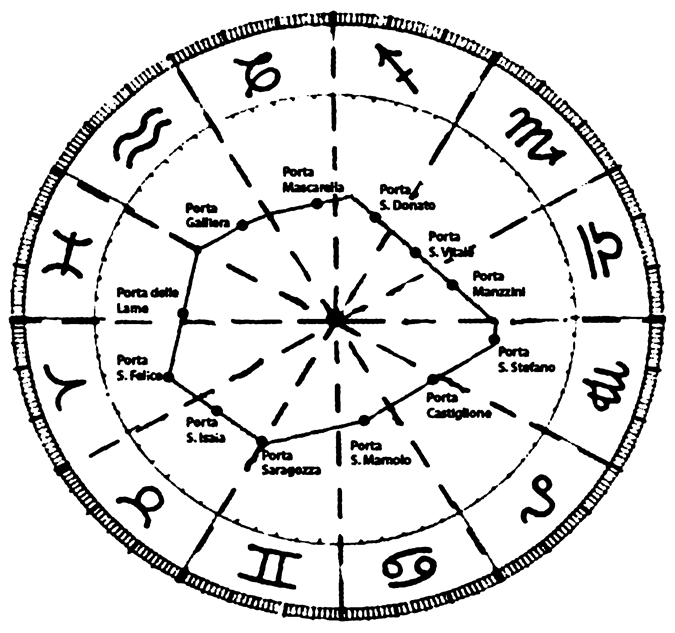 Porta
Mascarella
Porta
S. Donato
Porta
Galliera
Porta
S. Vitale
Porta
Manzzini
Porta delle
Lame
Porta
S. Stefano
Porta
S. Felice
Porta
Castiglione
Porta
S. Isaia
Porta
Saragozza
Porta
S. Mamolo